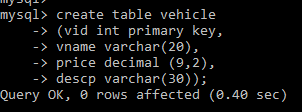 mysql> create table vehicle
-> (vid int primary key,
-> vname varchar(20),
-> price decimal (9,2),
-> descp varchar(30));
Query OK, 0 rows affected (0.40 sec)